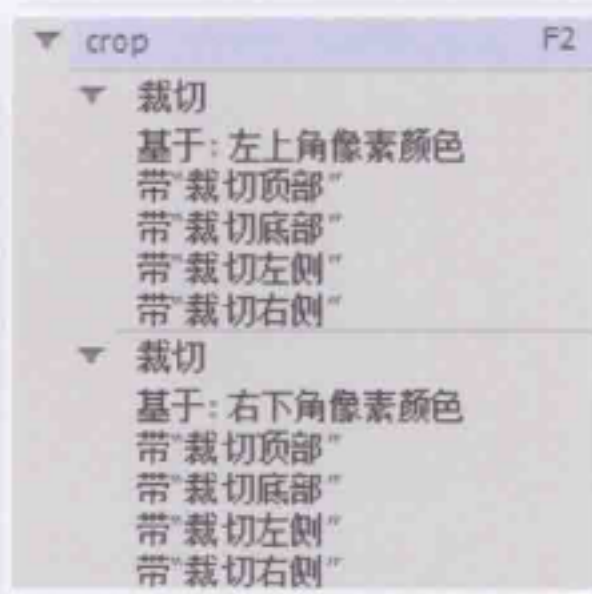 crop F2
裁切
基于: 左上角像素颜色
带"裁切顶部"
带"裁切底部"
带"裁切左侧"
带"裁切右侧"
裁切
基于: 右下角像素颜色
带"裁切顶部"
带"裁切底部"
带"裁切左侧"
带"裁切右侧"